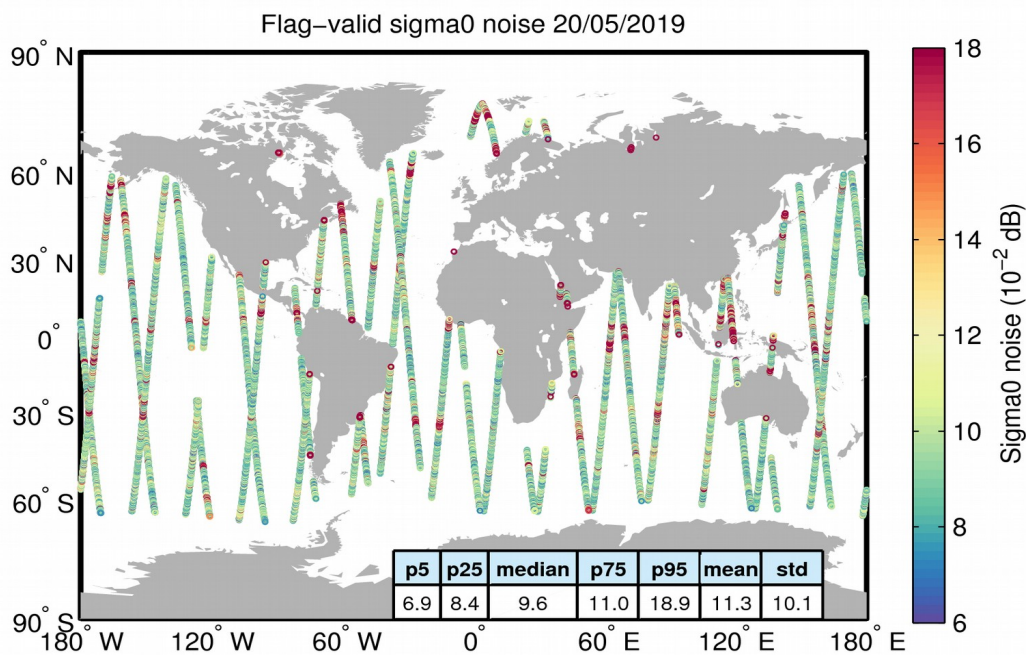 Flag−valid sigma0 noise 20/05/2019
90° N
60° N
30° N
0°
30° S
60° S
90° S
180° W
120° W
60° W
0°
60° E
120° E
180° E
p5 p25 median p75 p95 mean std
6.9 8.4 9.6 11.0 18.9 11.3 10.1
18
16
14
12
10
8
6
Sigma0 noise (10⁻² dB)